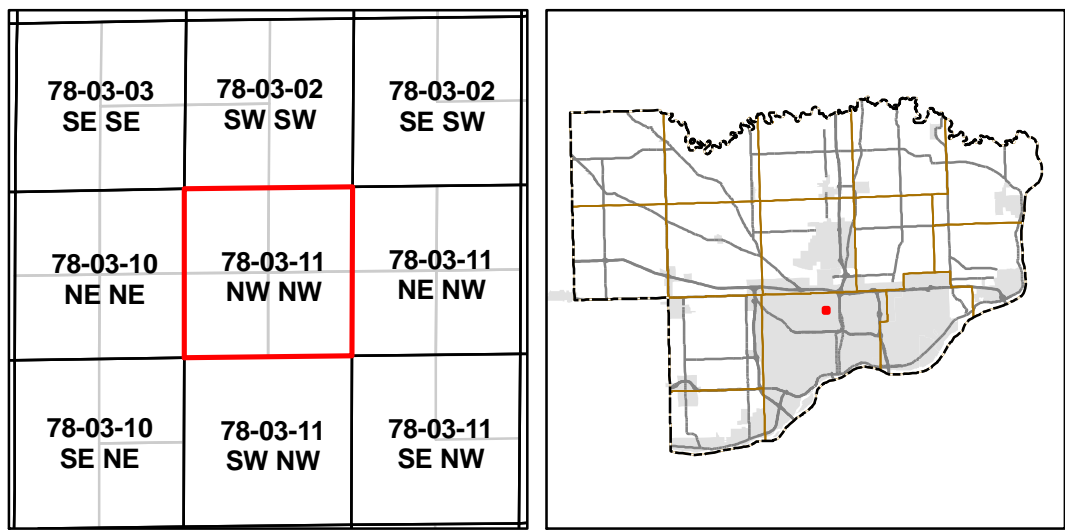 78-03-03
SE SE
78-03-02
SW SW
78-03-02
SE SW
78-03-10
NE NE
78-03-11
NW NW
78-03-11
NE NW
78-03-10
SE NE
78-03-11
SW NW
78-03-11
SE NW